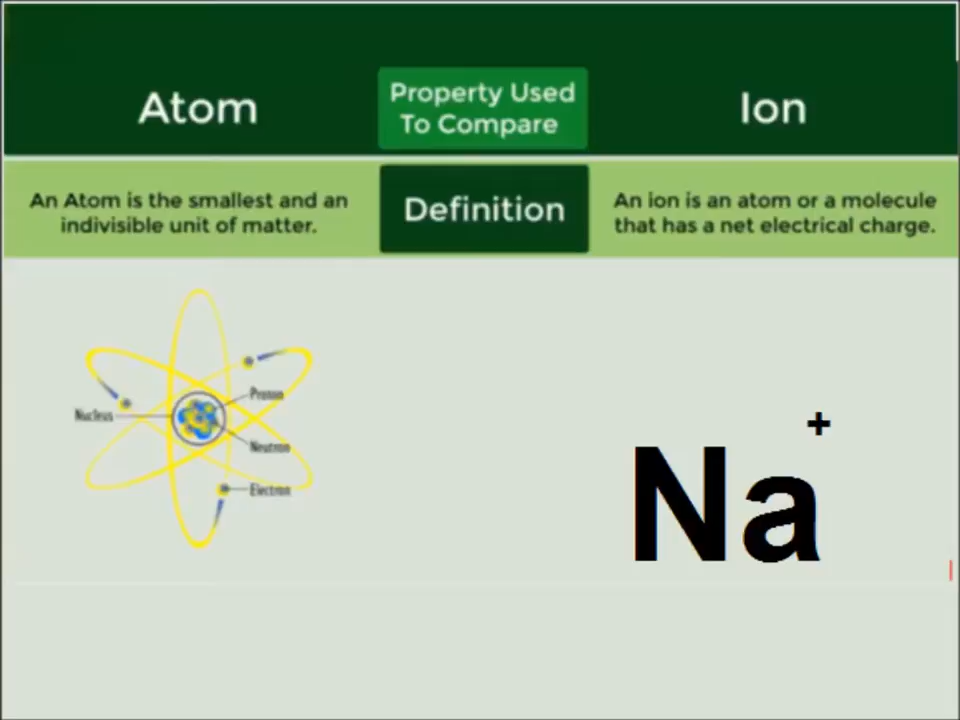 Atom
Property Used
To Compare
Ion
An Atom is the smallest and an
indivisible unit of matter.
Definition
An ion is an atom or a molecule
that has a net electrical charge.
Nucleus
Proton
Neutron
Electron
Na+